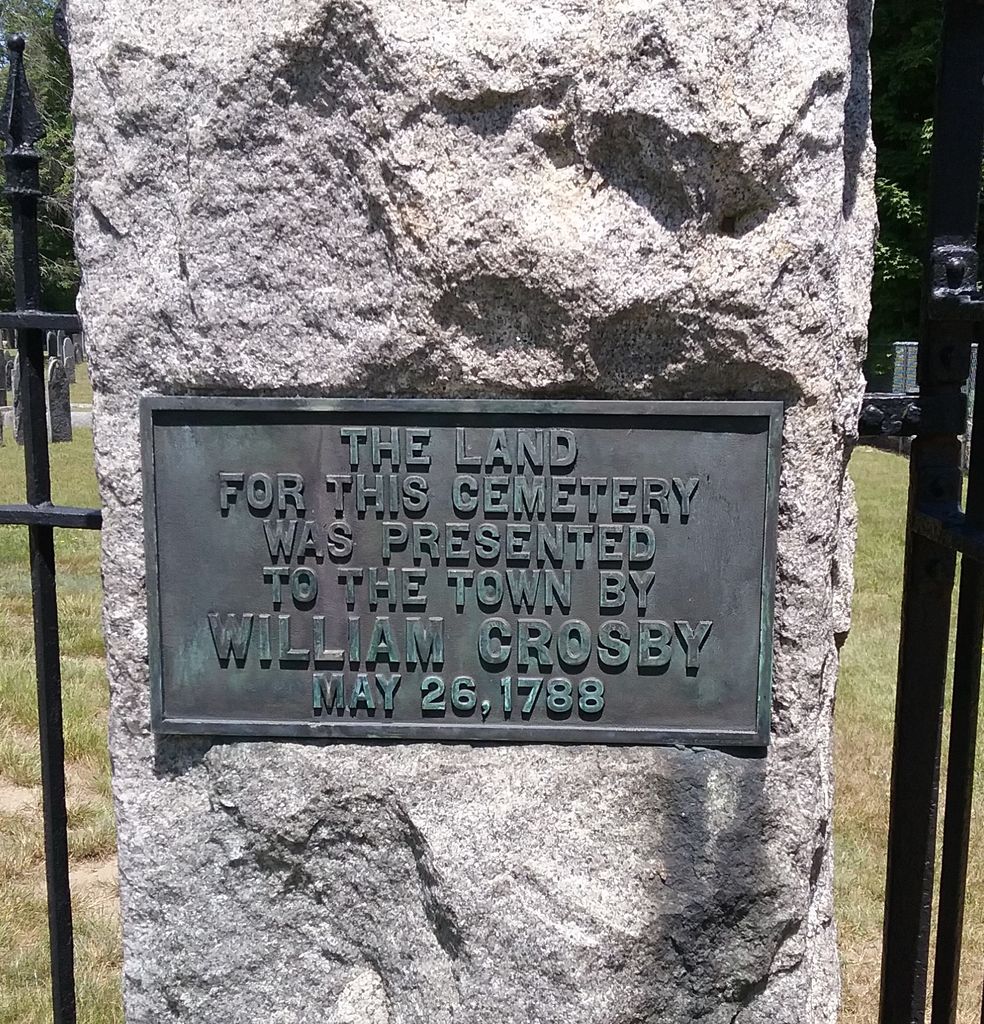 THE LAND
FOR THIS CEMETERY
WAS PRESENTED
TO THE TOWN BY
WILLIAM CROSBY
MAY 26, 1788